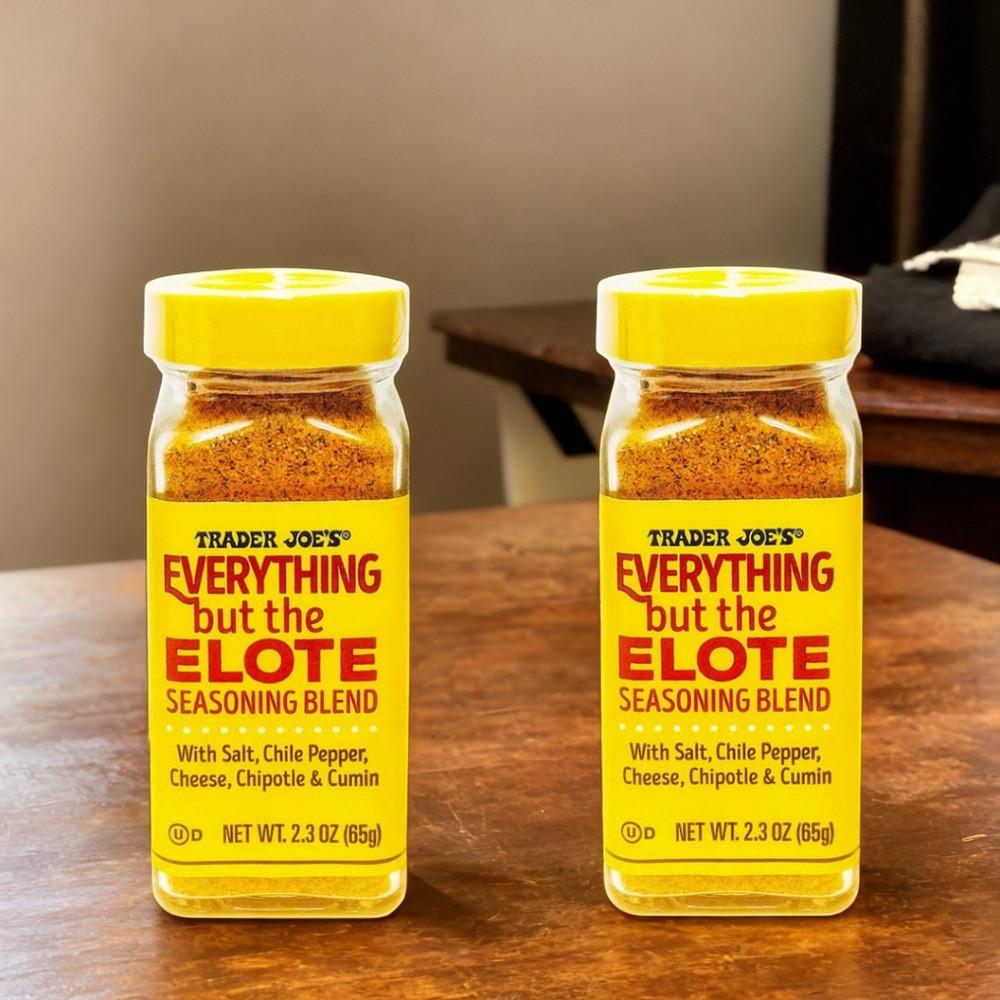 TRADER JOE'S®
EVERYTHING
but the
ELOTE
SEASONING BLEND
With Salt, Chile Pepper,
Cheese, Chipotle & Cumin
U D NET WT. 2.3 OZ (65g)
TRADER JOE'S®
EVERYTHING
but the
ELOTE
SEASONING BLEND
With Salt, Chile Pepper,
Cheese, Chipotle & Cumin
U D NET WT. 2.3 OZ (65g)